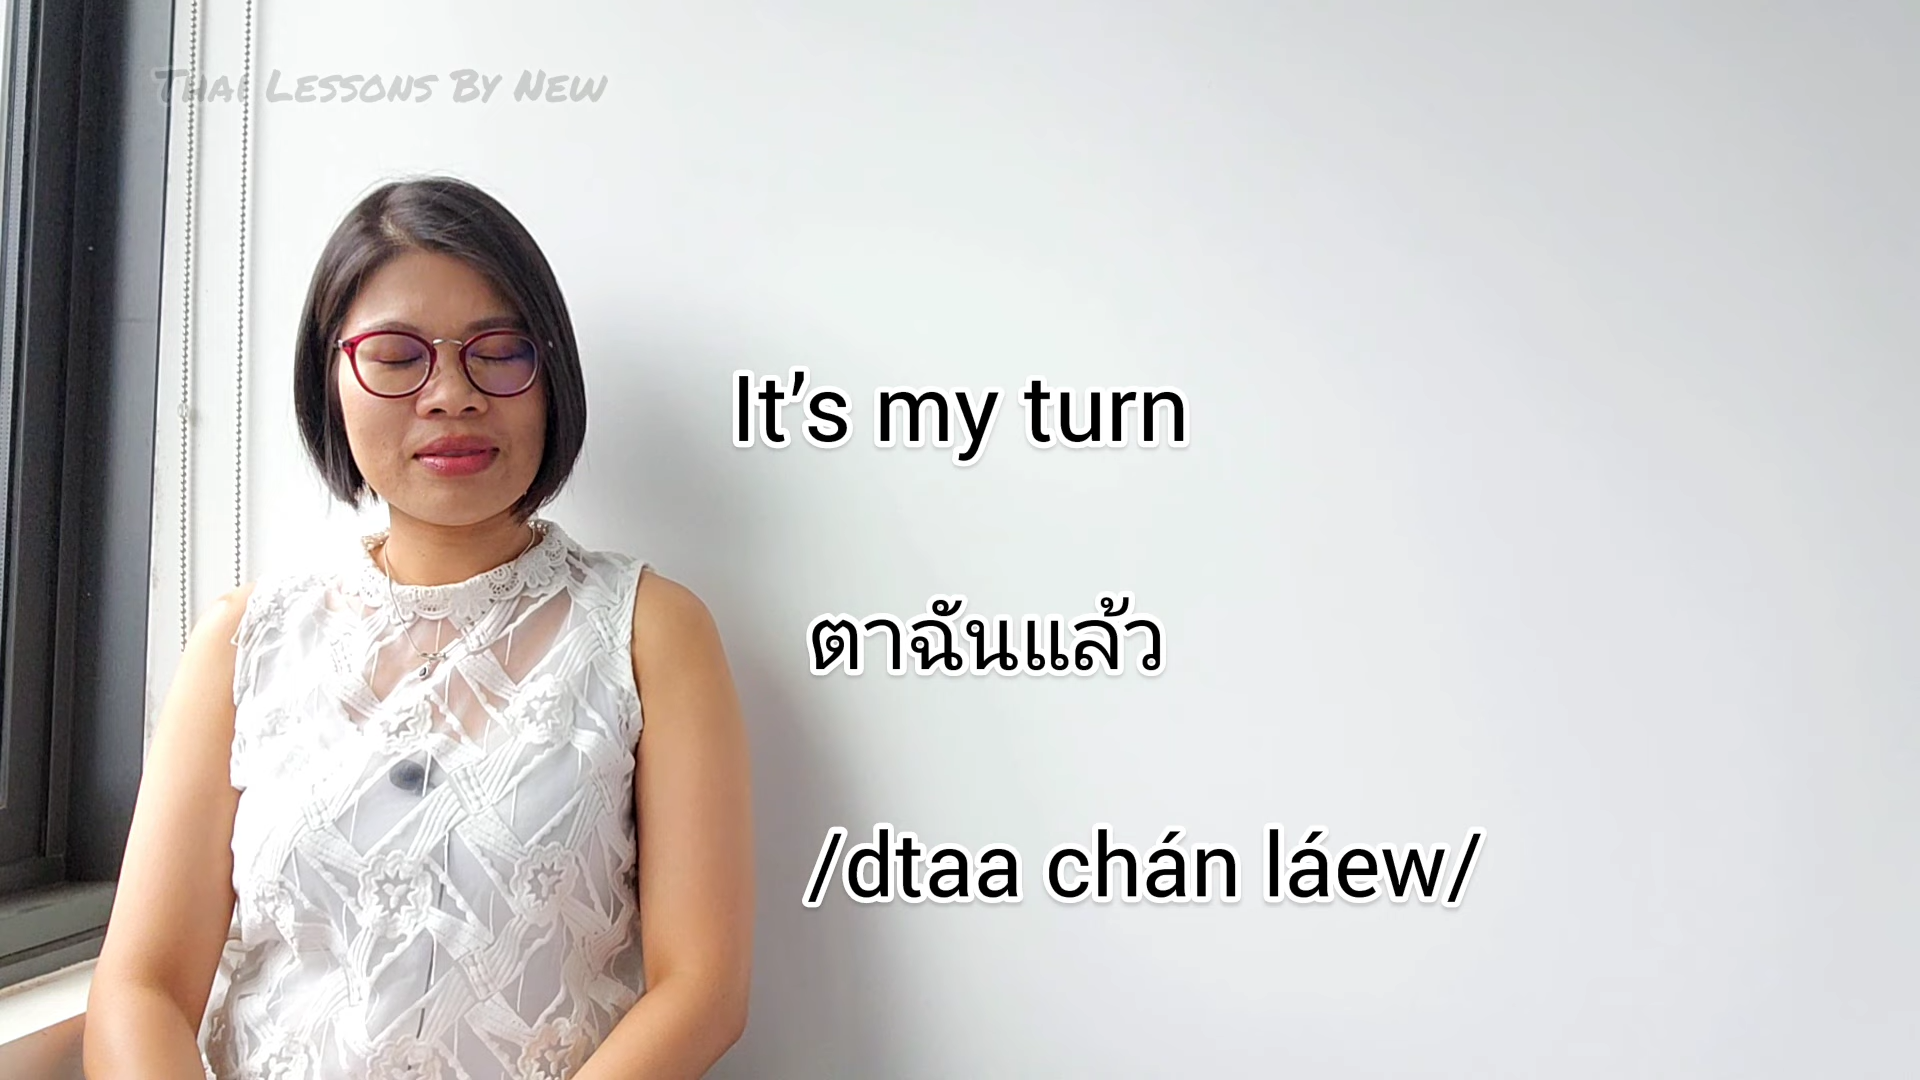 Thai Lessons By New
It’s my turn
ตาฉันแล้ว
/dtaa chán láew/